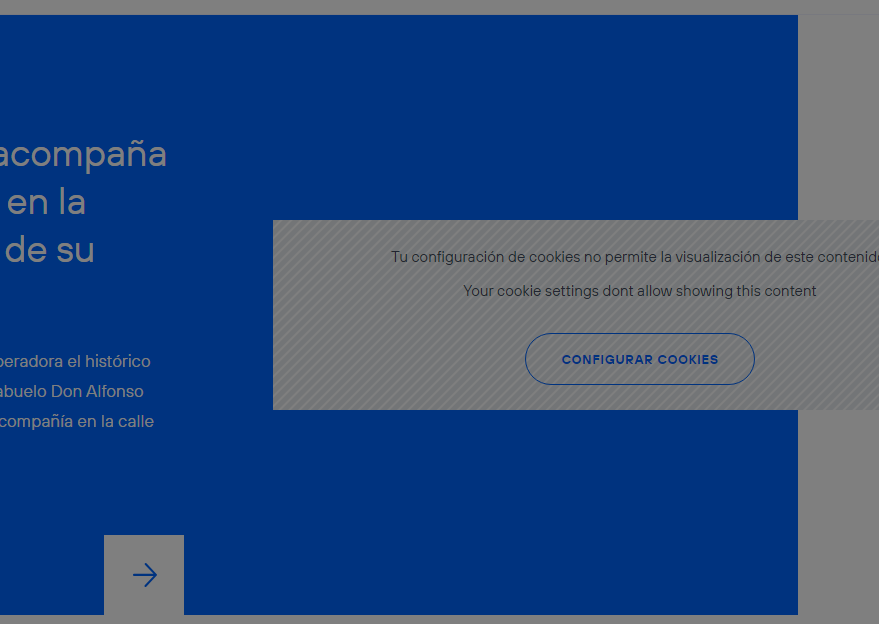 acompaña
en la
de su
peradora el histórico
abuelo Don Alfonso
compañía en la calle
Tu configuración de cookies no permite la visualización de este contenido
Your cookie settings dont allow showing this content
CONFIGURAR COOKIES